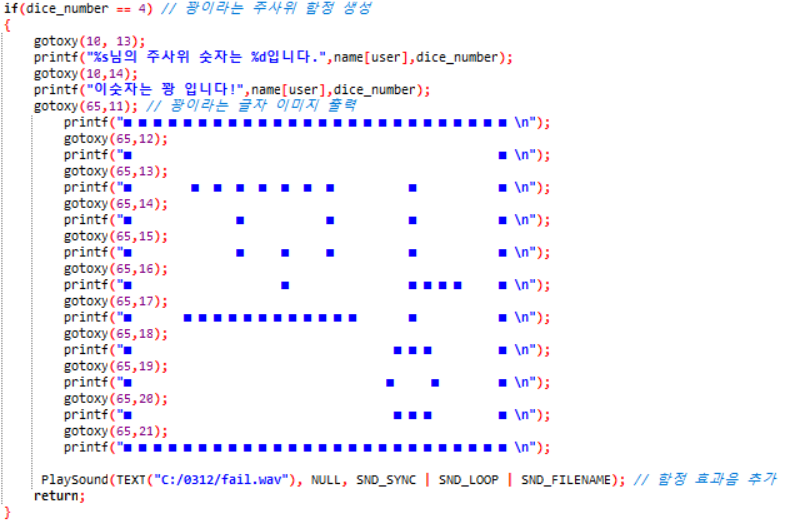 if(dice_number == 4) // 꽝이라는 주사위 함정 생성
{
    gotoxy(10, 13);
    printf("%s님의 주사위 숫자는 %d입니다.",name[user],dice_number);
    gotoxy(10,14);
    printf("이숫자는 꽝 입니다!",name[user],dice_number);
    gotoxy(65,11); // 꽝이라는 글자 이미지 출력
        printf("■ ■ ■ ■ ■ ■ ■ ■ ■ ■ ■ ■ ■ ■ ■ ■ ■ ■ ■ ■ ■ ■ ■ ■ ■ ■ \n");
        gotoxy(65,12);
        printf("■                                                 ■ \n");
        gotoxy(65,13);
        printf("■        ■  ■  ■  ■  ■  ■  ■          ■           ■ \n");
        gotoxy(65,14);
        printf("■              ■           ■          ■           ■ \n");
        gotoxy(65,15);
        printf("■              ■     ■     ■          ■           ■ \n");
        gotoxy(65,16);
        printf("■                    ■                ■ ■ ■ ■     ■ \n");
        gotoxy(65,17);
        printf("■       ■ ■ ■ ■ ■ ■ ■ ■ ■ ■ ■ ■       ■           ■ \n");
        gotoxy(65,18);
        printf("■                                   ■ ■ ■         ■ \n");
        gotoxy(65,19);
        printf("■                                  ■     ■        ■ \n");
        gotoxy(65,20);
        printf("■                                   ■ ■ ■         ■ \n");
        gotoxy(65,21);
        printf("■ ■ ■ ■ ■ ■ ■ ■ ■ ■ ■ ■ ■ ■ ■ ■ ■ ■ ■ ■ ■ ■ ■ ■ ■ ■ \n");
     PlaySound(TEXT("C:/0312/fail.wav"), NULL, SND_SYNC | SND_LOOP | SND_FILENAME); // 함정 효과음 추가
    return;
}